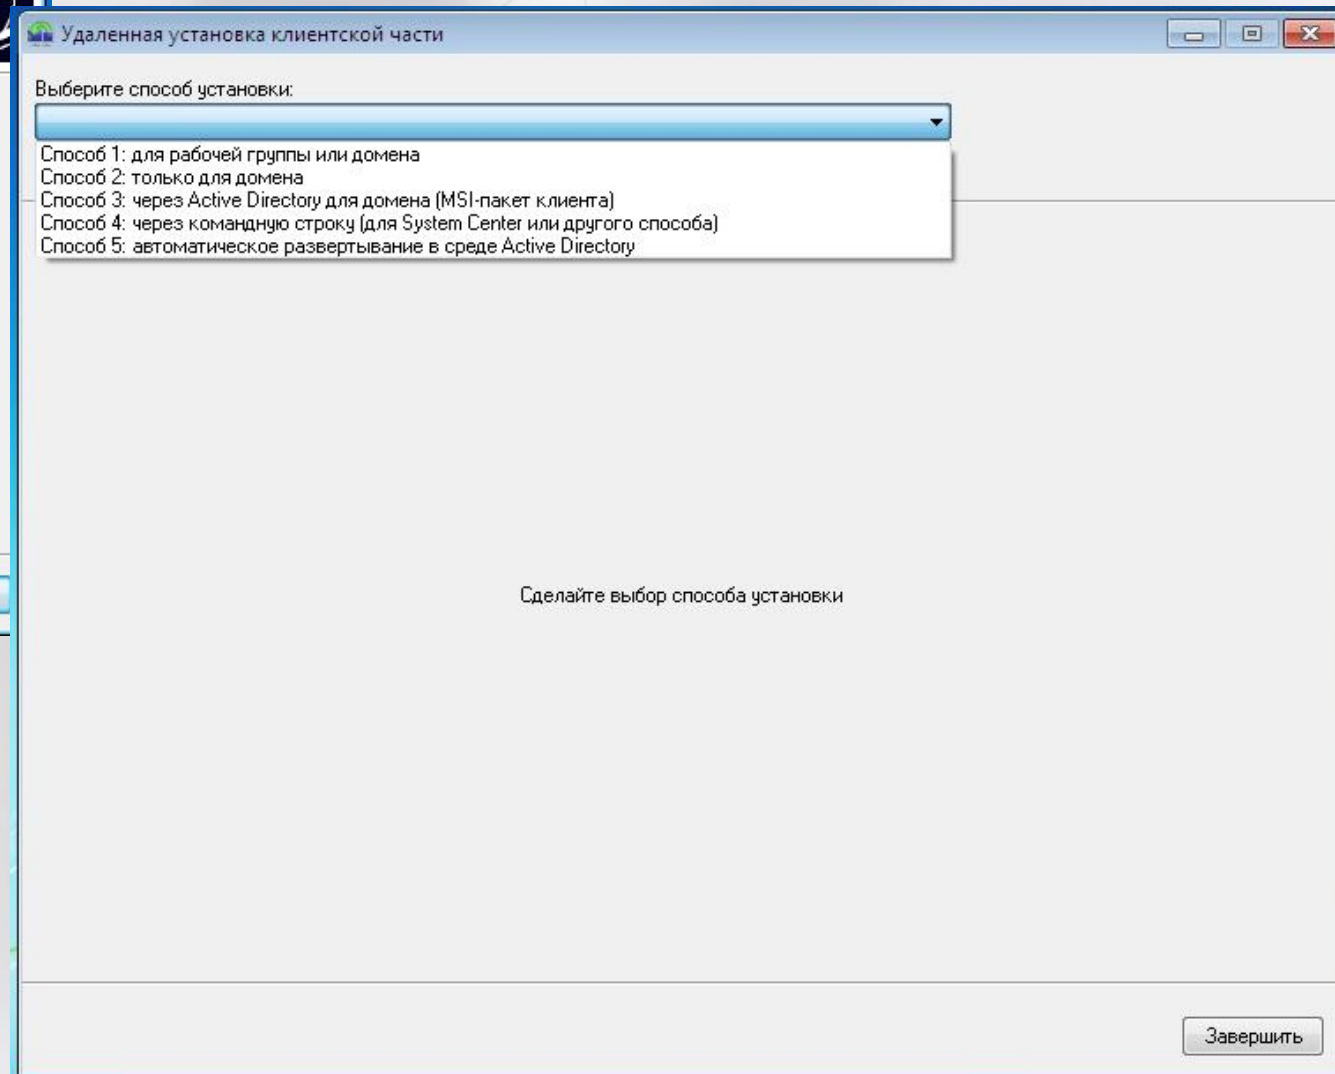 Удаленная установка клиентской части
Выберите способ установки:
Способ 1: для рабочей группы или домена
Способ 2: только для домена
Способ 3: через Active Directory для домена (MSI-пакет клиента)
Способ 4: через командную строку (для System Center или другого способа)
Способ 5: автоматическое развертывание в среде Active Directory
Сделайте выбор способа установки
Завершить